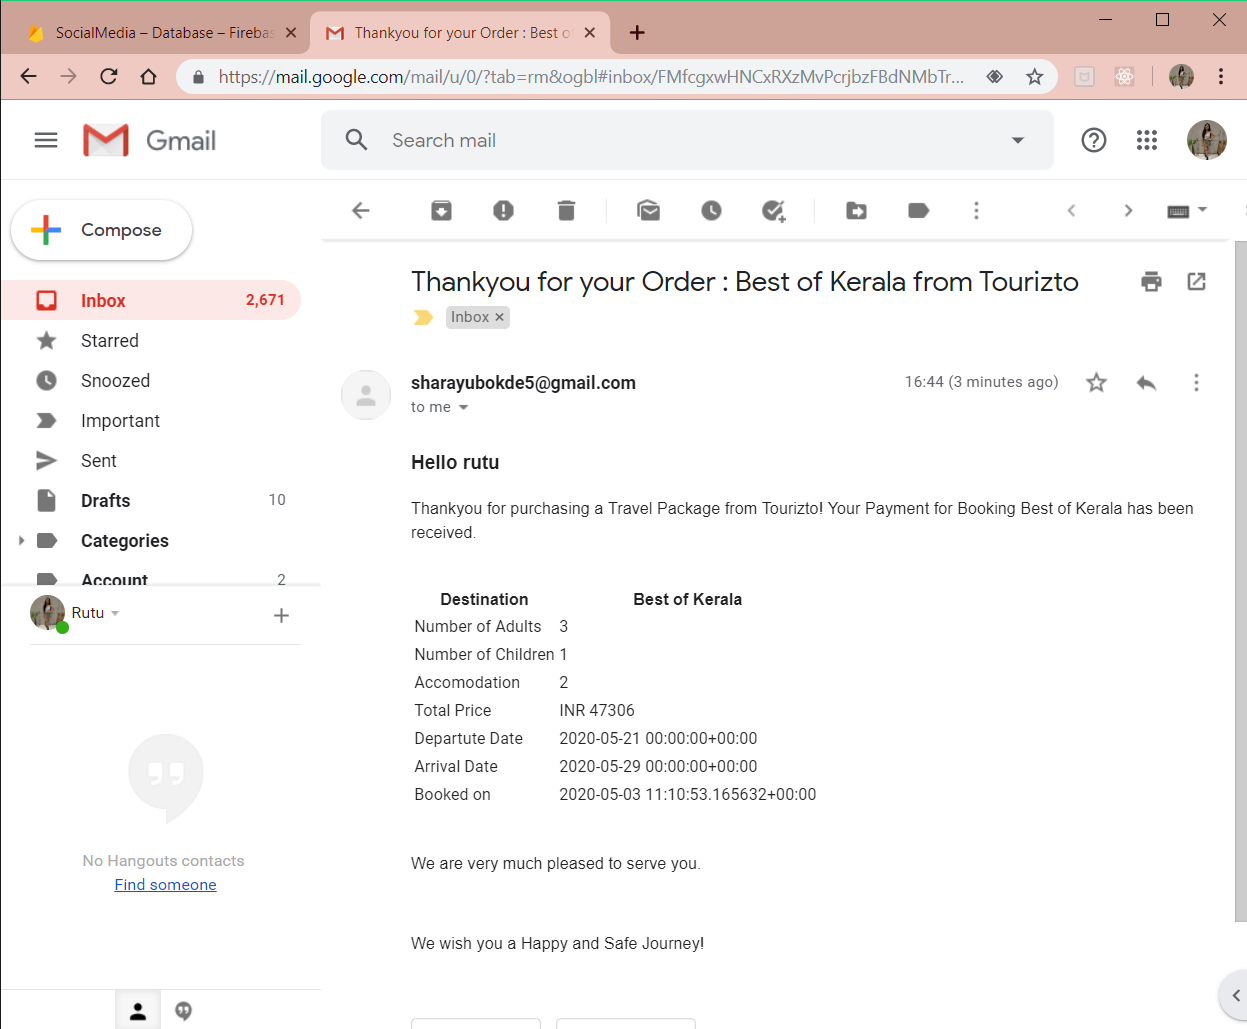 SocialMedia – Database – Fireba
Thankyou for your Order : Best o
https://mail.google.com/mail/u/0/?tab=rm&ogbl#inbox/FMfcgxwHNCxRXzMvPcrjbzFBdNMbTr...
Gmail
Search mail
Compose
Inbox 2,671
Starred
Snoozed
Important
Sent
Drafts 10
Categories
Account 2
Rutu
No Hangouts contacts
Find someone
Thankyou for your Order : Best of Kerala from Tourizto
Inbox
sharayubokde5@gmail.com
16:44 (3 minutes ago)
to me
Hello rutu
Thankyou for purchasing a Travel Package from Tourizto! Your Payment for Booking Best of Kerala has been
received.
Destination Best of Kerala
Number of Adults 3
Number of Children 1
Accomodation 2
Total Price INR 47306
Departute Date 2020-05-21 00:00:00+00:00
Arrival Date 2020-05-29 00:00:00+00:00
Booked on 2020-05-03 11:10:53.165632+00:00
We are very much pleased to serve you.
We wish you a Happy and Safe Journey!